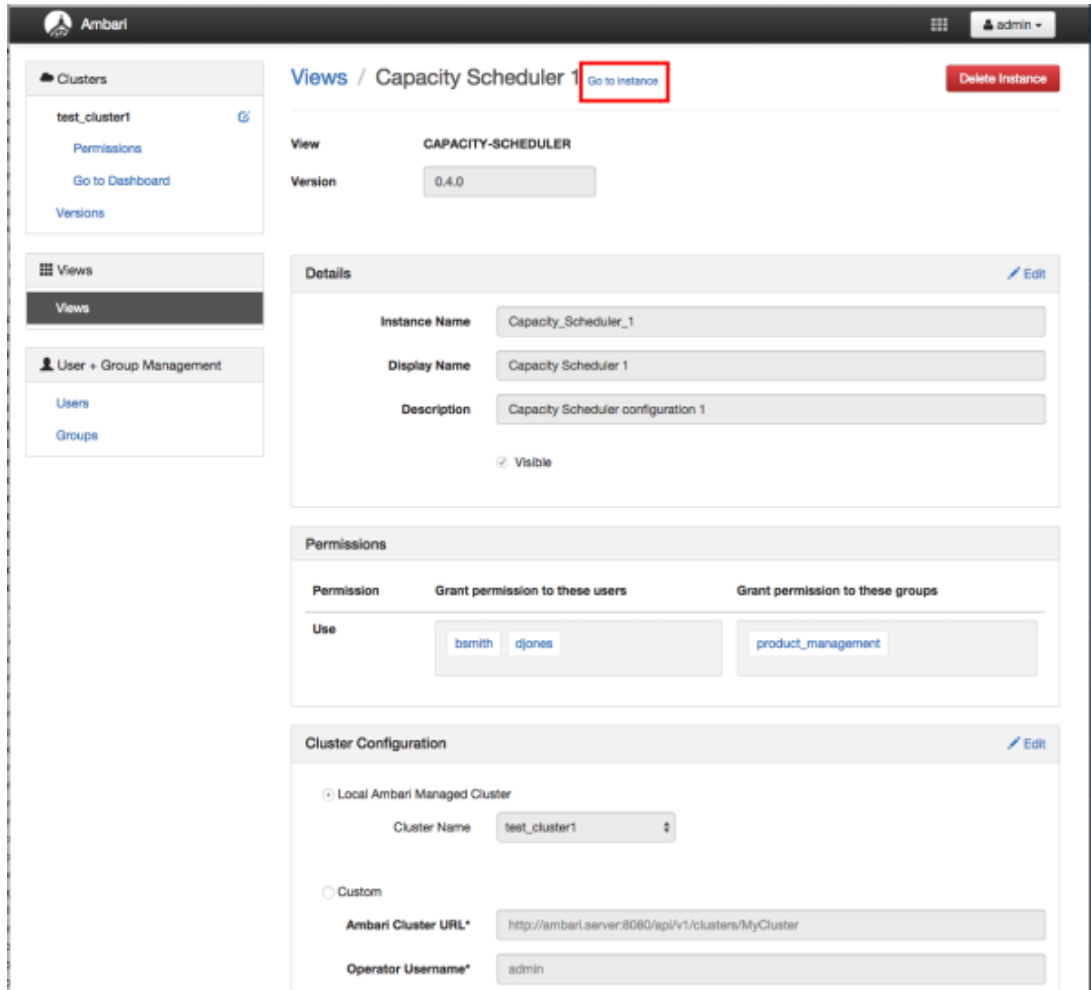 Ambari
admin
Clusters
test_cluster1
Permissions
Go to Dashboard
Versions
Views
Views
User + Group Management
Users
Groups
Views / Capacity Scheduler 1 Go to instance
Delete Instance
View CAPACITY-SCHEDULER
Version 0.4.0
Details Edit
Instance Name Capacity_Scheduler_1
Display Name Capacity Scheduler 1
Description Capacity Scheduler configuration 1
Visible
Permissions
Permission Grant permission to these users Grant permission to these groups
Use bsmith djones product_management
Cluster Configuration Edit
Local Ambari Managed Cluster
Cluster Name test_cluster1
Custom
Ambari Cluster URL* http://ambari.server:8080/api/v1/clusters/MyCluster
Operator Username* admin